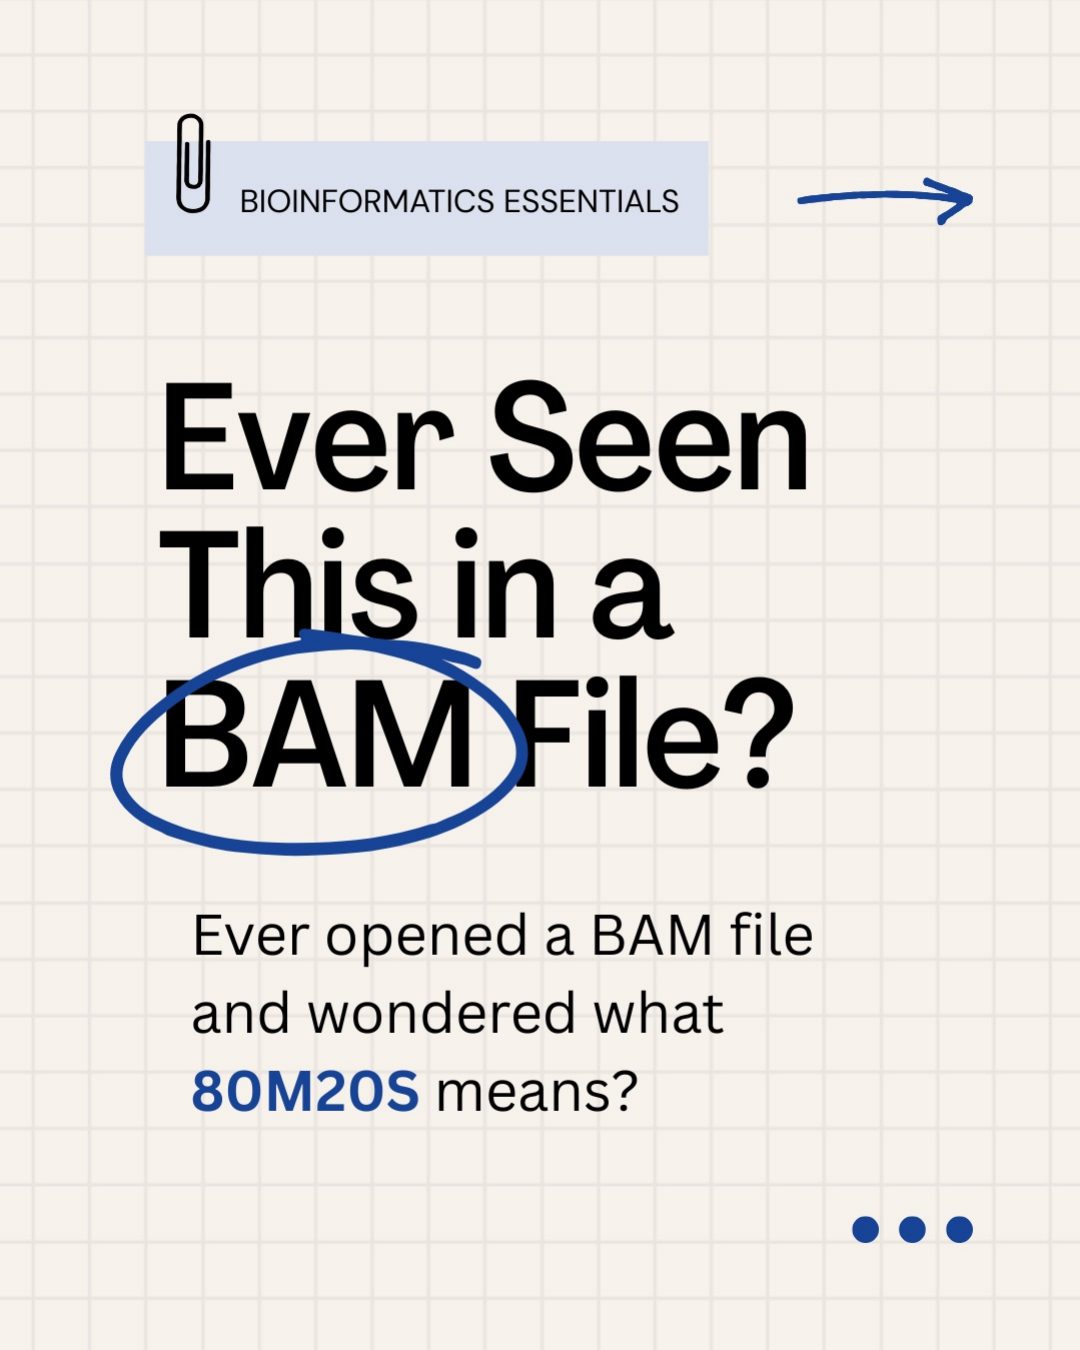 BIOINFORMATICS ESSENTIALS
Ever Seen
This in a
BAM File?
Ever opened a BAM file
and wondered what
80M20S means?